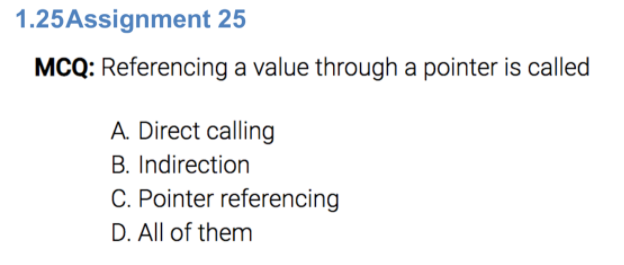 1.25Assignment 25
MCQ: Referencing a value through a pointer is called
A. Direct calling
B. Indirection
C. Pointer referencing
D. All of them